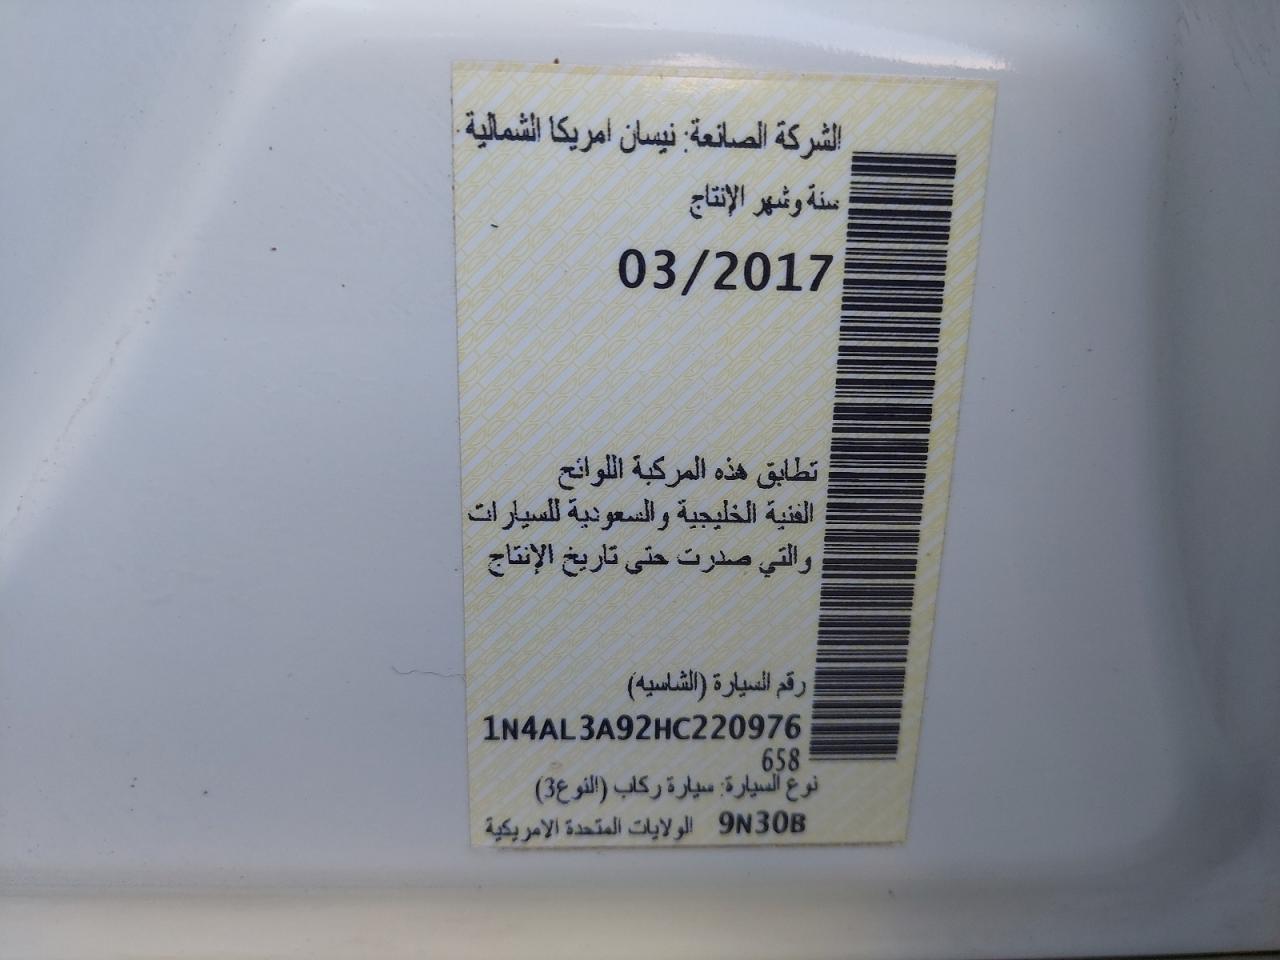 الشركة الصانعة: نيسان امريكا الشمالية
سنة وشهر الإنتاج
03/2017
تطابق هذه المركبة اللوائح
الفنية الخليجية والسعودية للسيارات
والتي صدرت حتى تاريخ الإنتاج
رقم السيارة (الشاسيه)
1N4AL3A92HC220976
658
نوع السيارة: سيارة ركاب (النوع3)
9N30B الولايات المتحدة الامريكية